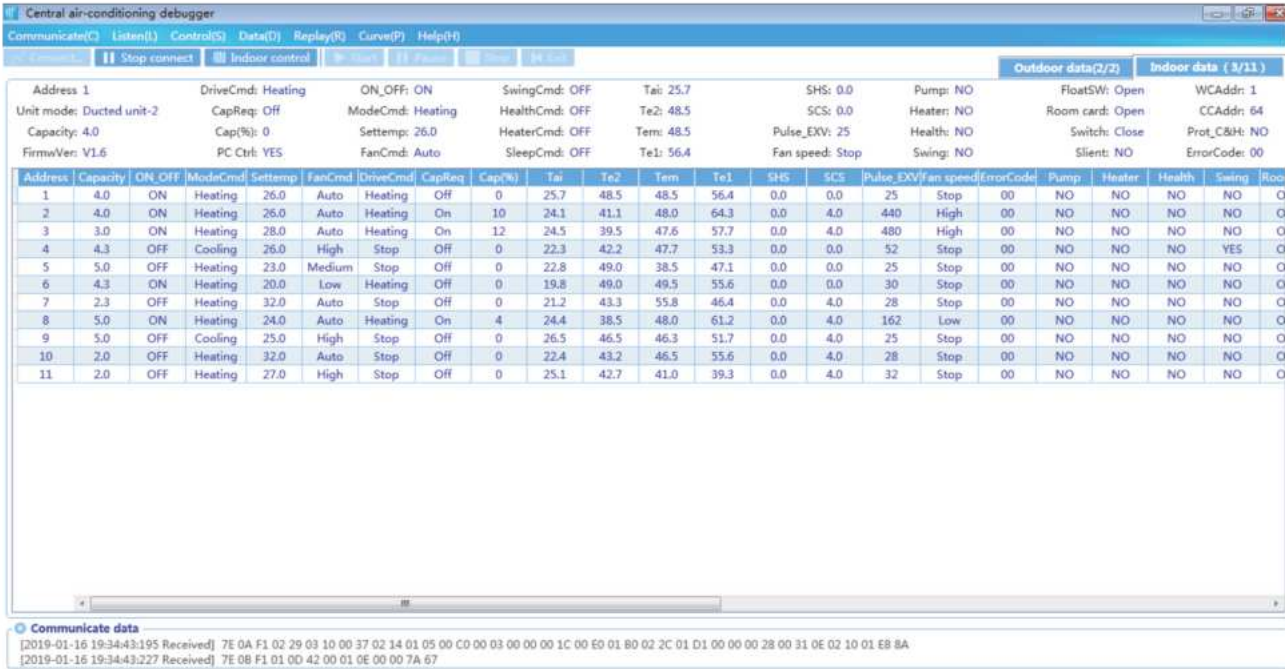 Central air-conditioning debugger
Communicate(C) Listen(L) Control(S) Data(D) Replay(R) Curve(P) Help(H)
Connect... Stop connect Indoor control Start Pause Stop Exit
Outdoor data(2/2) Indoor data ( 3/11 )
Address 1 DriveCmd: Heating ON_OFF: ON SwingCmd: OFF Tai: 25.7 SHS: 0.0 Pump: NO FloatSW: Open WCAddr: 1
Unit mode: Ducted unit-2 CapReq: Off ModeCmd: Heating HealthCmd: OFF Te2: 48.5 SCS: 0.0 Heater: NO Room card: Open CCAddr: 64
Capacity: 4.0 Cap(%): 0 Settemp: 26.0 HeaterCmd: OFF Tem: 48.5 Pulse_EXV: 25 Health: NO Switch: Close Prot_C&H: NO
FirmwVer: V1.6 PC Ctrl: YES FanCmd: Auto SleepCmd: OFF Te1: 56.4 Fan speed: Stop Swing: NO Slient: NO ErrorCode: 00
Address Capacity ON_OFF ModeCmd Settemp FanCmd DriveCmd CapReq Cap(%) Tai Te2 Tem Te1 SHS SCS Pulse_EXV Fan speed ErrorCode Pump Heater Health Swing Roo
1 4.0 ON Heating 26.0 Auto Heating Off 0 25.7 48.5 48.5 56.4 0.0 0.0 25 Stop 00 NO NO NO NO O
2 4.0 ON Heating 26.0 Auto Heating On 10 24.1 41.1 48.0 64.3 0.0 4.0 440 High 00 NO NO NO NO O
3 3.0 ON Heating 28.0 Auto Heating On 12 24.5 39.5 47.6 57.7 0.0 4.0 480 High 00 NO NO NO NO O
4 4.3 OFF Cooling 26.0 High Stop Off 0 22.3 42.2 47.7 53.3 0.0 0.0 52 Stop 00 NO NO NO YES O
5 5.0 OFF Heating 23.0 Medium Stop Off 0 22.8 49.0 38.5 47.1 0.0 0.0 25 Stop 00 NO NO NO NO O
6 4.3 ON Heating 20.0 Low Heating Off 0 19.8 49.0 49.5 55.6 0.0 0.0 30 Stop 00 NO NO NO NO O
7 2.3 OFF Heating 32.0 Auto Stop Off 0 21.2 43.3 55.8 46.4 0.0 4.0 28 Stop 00 NO NO NO NO O
8 5.0 ON Heating 24.0 Auto Heating On 4 24.4 38.5 48.0 61.2 0.0 4.0 162 Low 00 NO NO NO NO O
9 5.0 OFF Cooling 25.0 High Stop Off 0 26.5 46.5 46.3 51.7 0.0 4.0 25 Stop 00 NO NO NO NO O
10 2.0 OFF Heating 32.0 Auto Stop Off 0 22.4 43.2 46.5 55.6 0.0 4.0 28 Stop 00 NO NO NO NO O
11 2.0 OFF Heating 27.0 High Stop Off 0 25.1 42.7 41.0 39.3 0.0 4.0 32 Stop 00 NO NO NO NO O
Communicate data
[2019-01-16 19:34:43:195 Received] 7E 0A F1 02 29 03 10 00 37 02 14 01 05 00 C0 00 03 00 00 00 1C 00 E0 01 B0 02 2C 01 D1 00 00 00 28 00 31 0E 02 10 01 E8 8A
[2019-01-16 19:34:43:227 Received] 7E 0B F1 01 0D 42 00 01 0E 00 00 7A 67